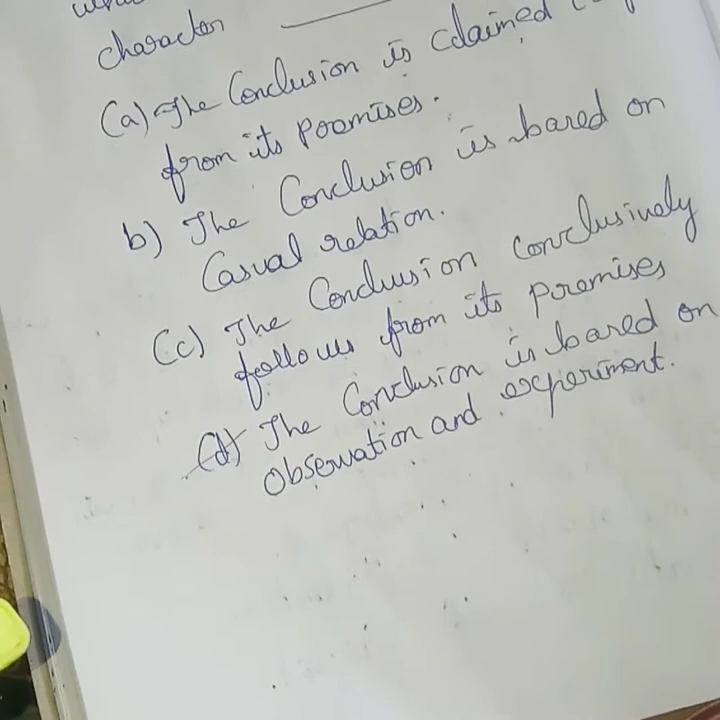 character
(a) The Conclusion is claimed
from its premises.
b) The Conclusion is based on
Casual relation.
(c) The Conclusion conclusively
follows from its premises
(d) The Conclusion is based on
Observation and experiment.